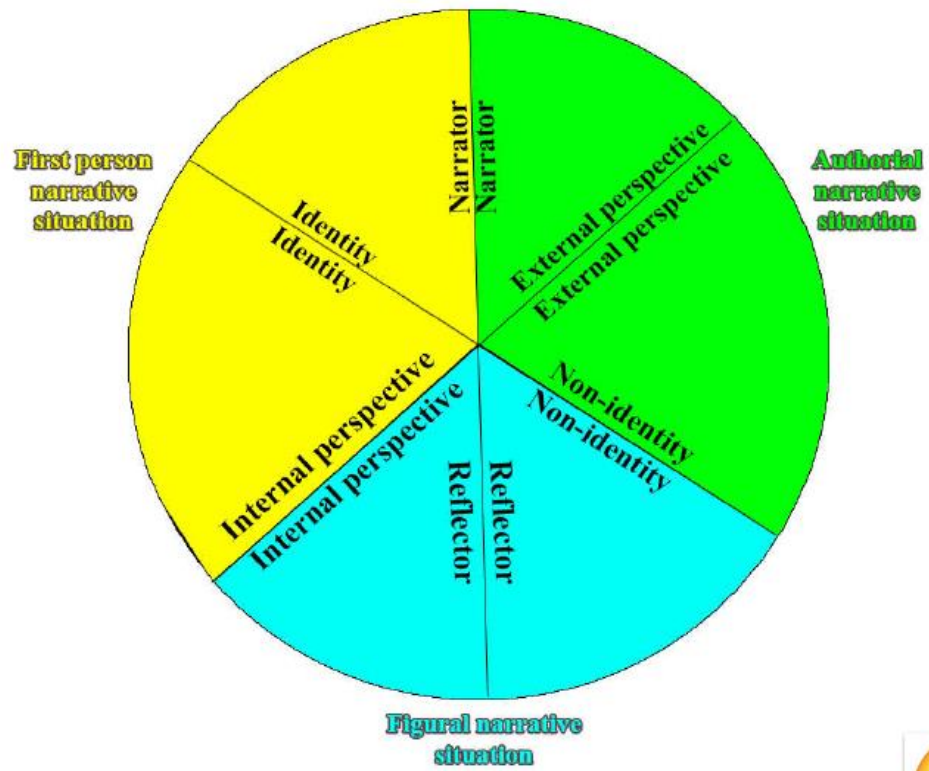 Narrator
Narrator
External perspective
External perspective
First person
narrative
situation
Authorial
narrative
situation
Identity
Identity
Internal perspective
Internal perspective
Non-identity
Non-identity
Reflector
Reflector
Figural narrative
situation